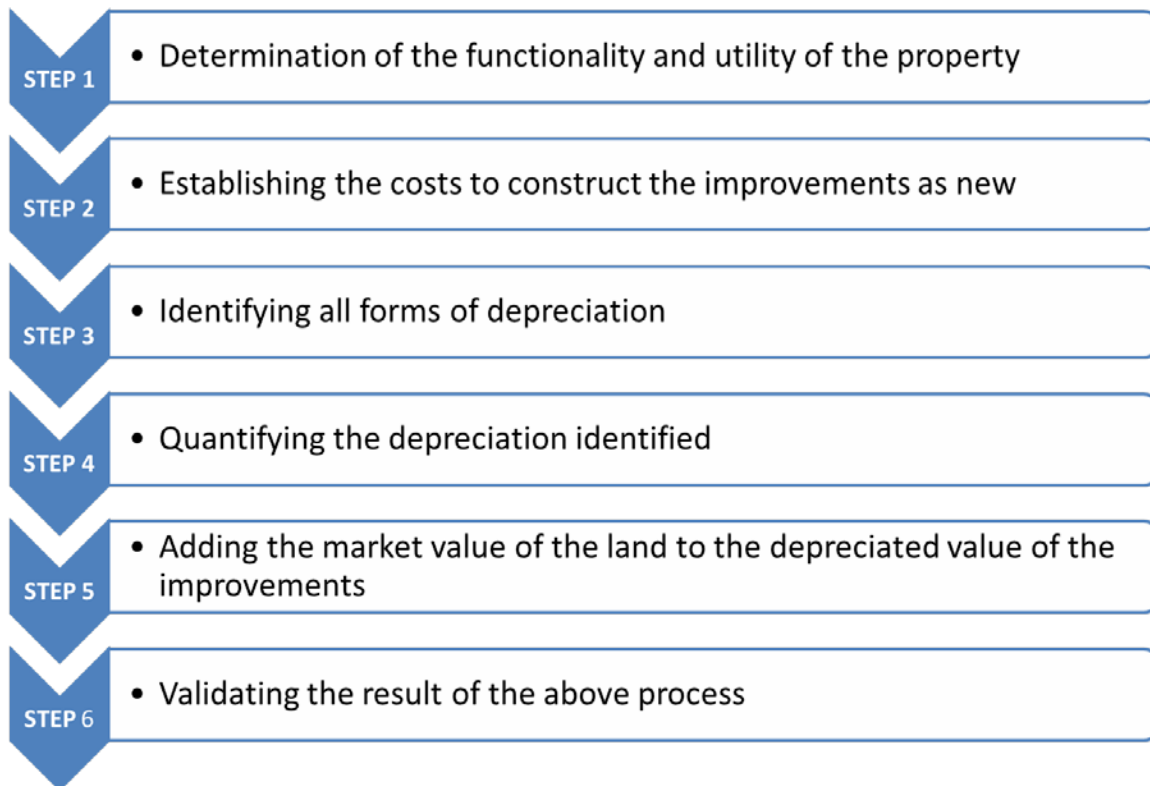 STEP 1
• Determination of the functionality and utility of the property
STEP 2
• Establishing the costs to construct the improvements as new
STEP 3
• Identifying all forms of depreciation
STEP 4
• Quantifying the depreciation identified
STEP 5
• Adding the market value of the land to the depreciated value of the
improvements
STEP 6
• Validating the result of the above process